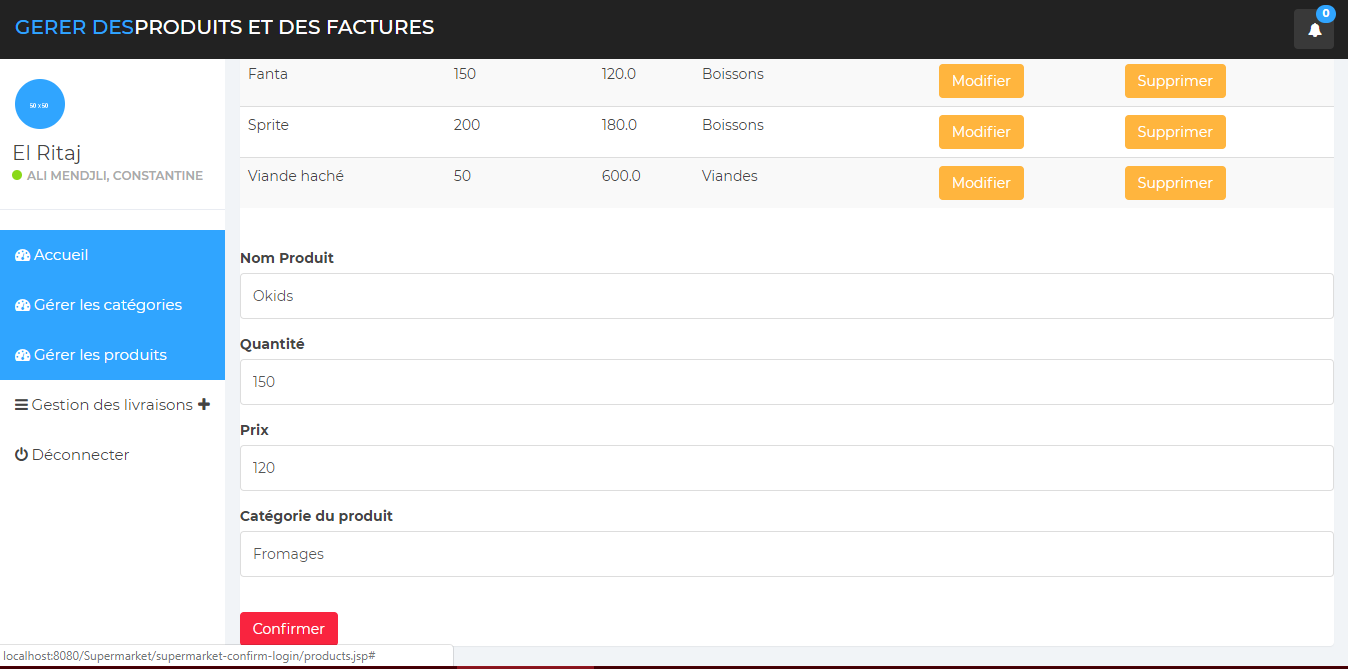 GERER DESPRODUITS ET DES FACTURES
0
50 x 50
El Ritaj
ALI MENDJLI, CONSTANTINE
Accueil
Gérer les catégories
Gérer les produits
Gestion des livraisons
Déconnecter
Fanta 150 120.0 Boissons Modifier Supprimer
Sprite 200 180.0 Boissons Modifier Supprimer
Viande haché 50 600.0 Viandes Modifier Supprimer
Nom Produit
Okids
Quantité
150
Prix
120
Catégorie du produit
Fromages
Confirmer
localhost:8080/Supermarket/supermarket-confirm-login/products.jsp#